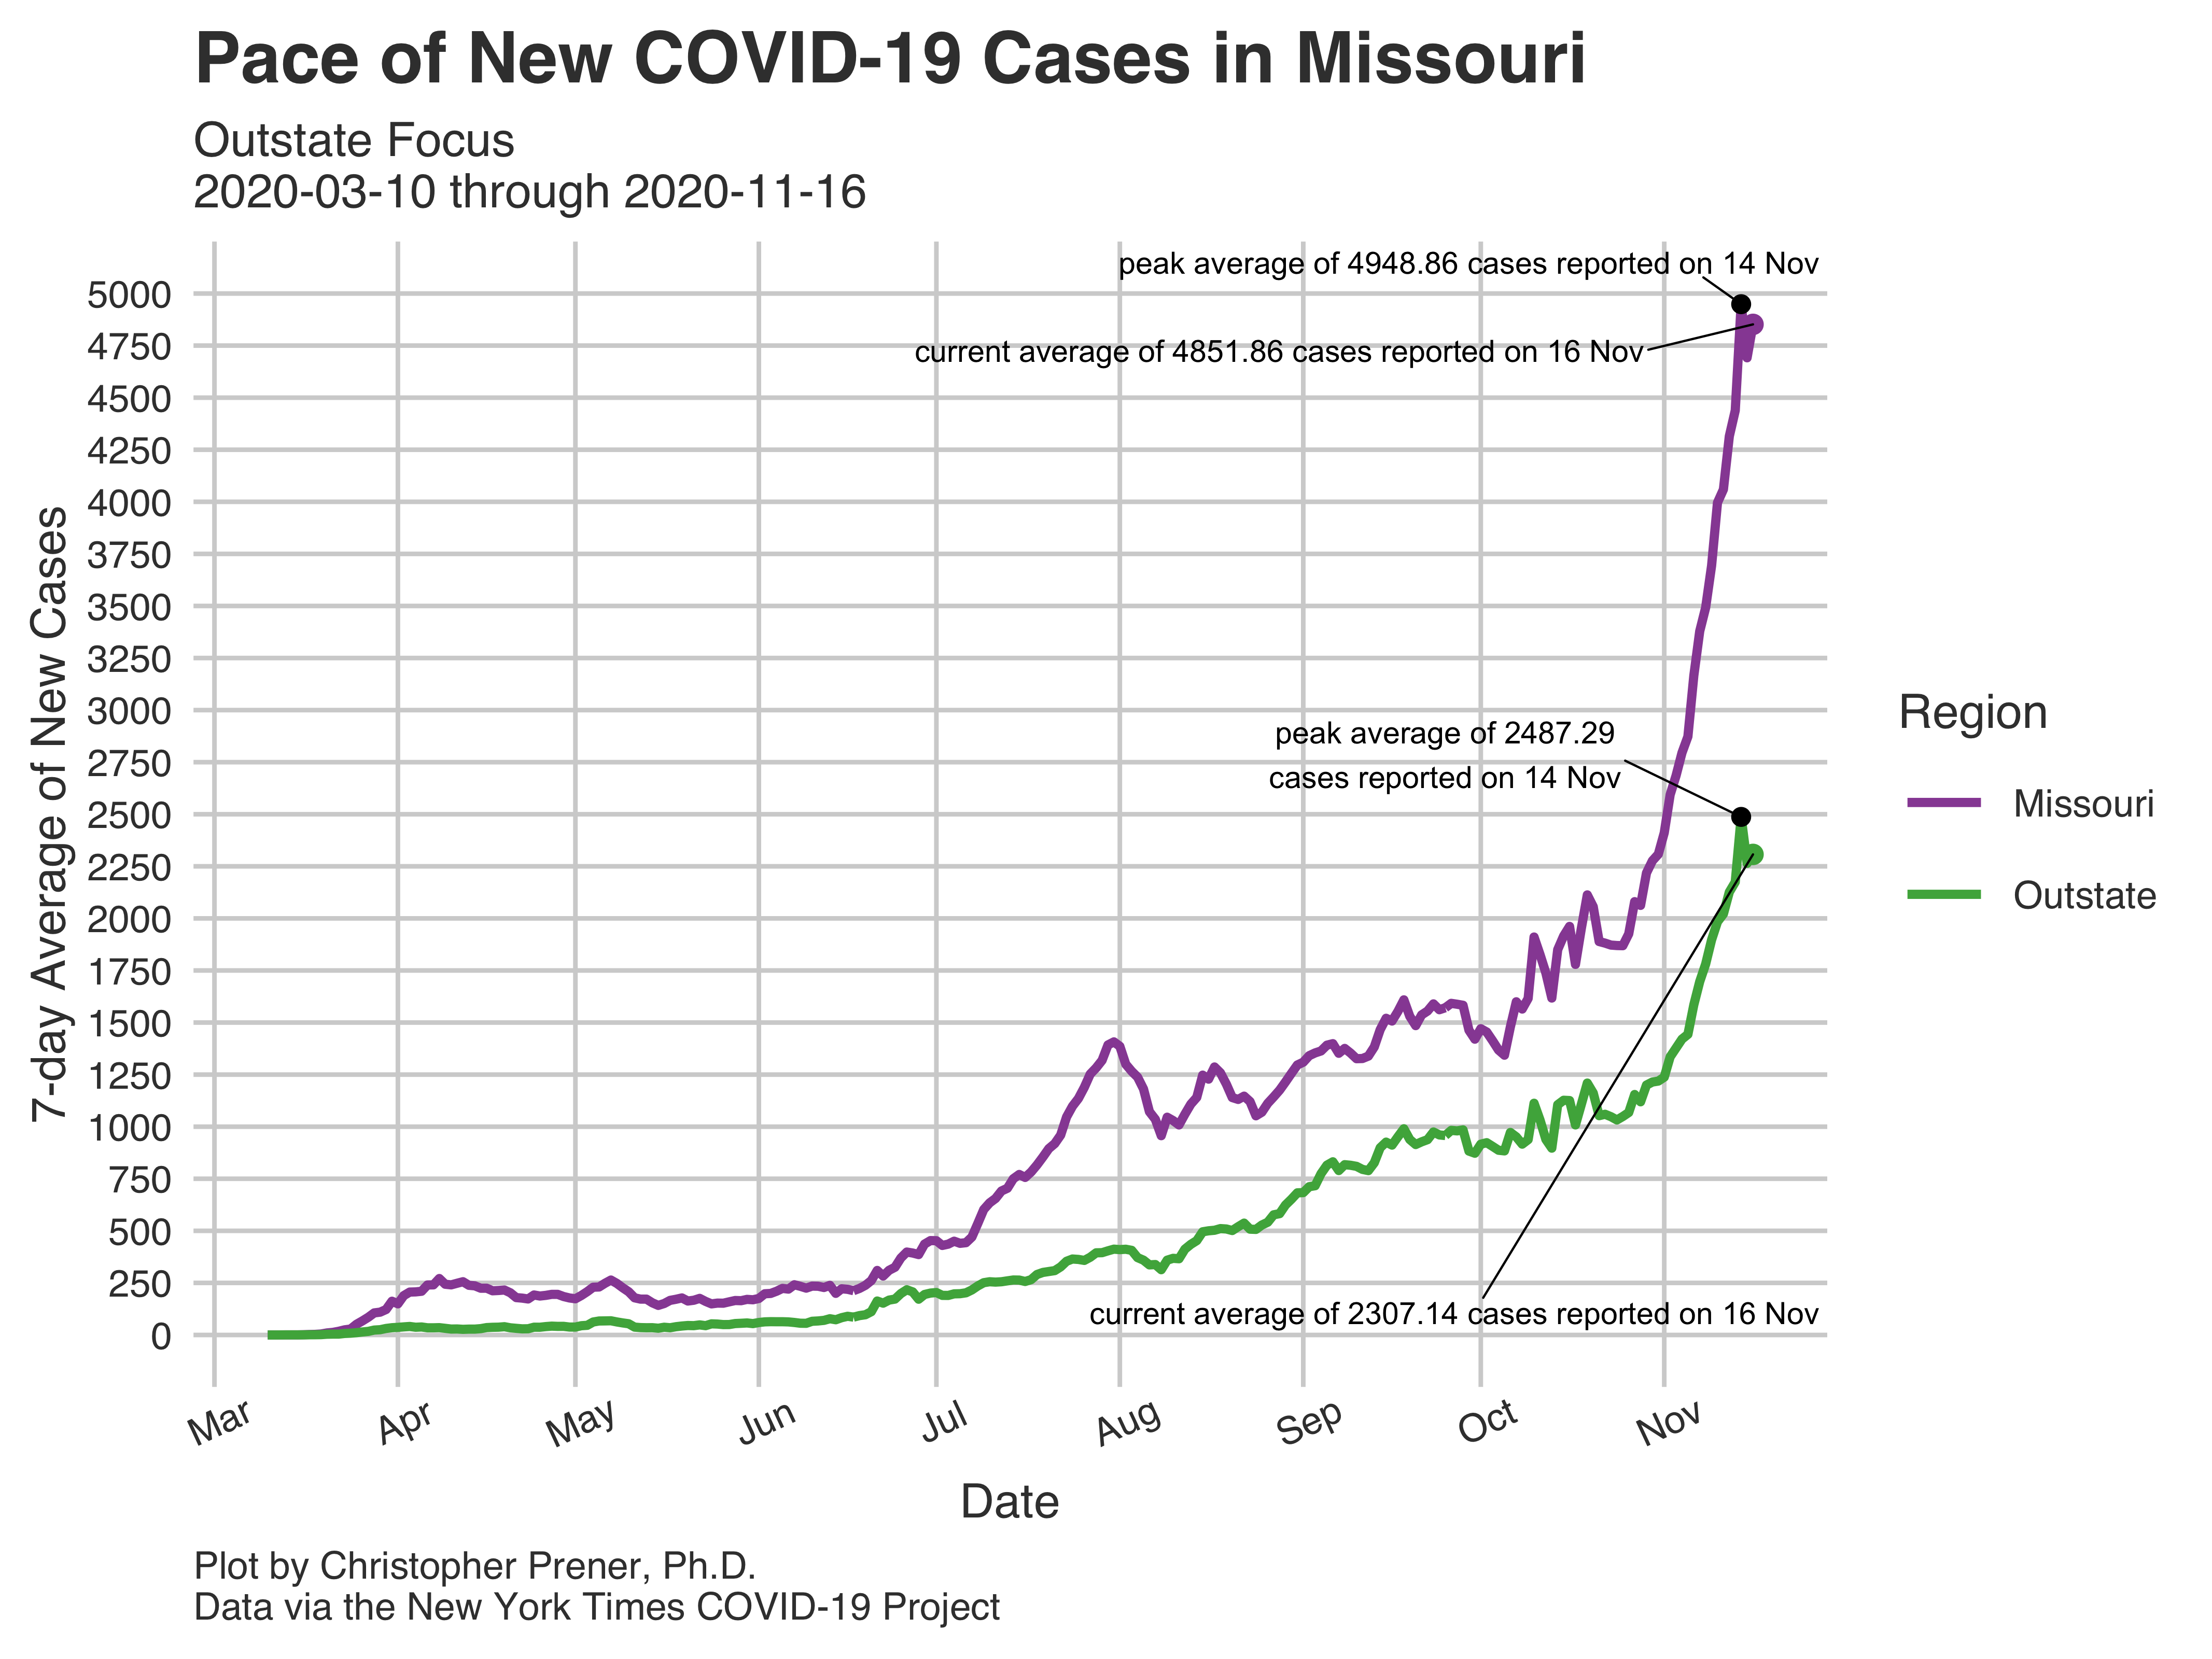 Pace of New COVID-19 Cases in Missouri
Outstate Focus
2020-03-10 through 2020-11-16
peak average of 4948.86 cases reported on 14 Nov
current average of 4851.86 cases reported on 16 Nov
peak average of 2487.29
cases reported on 14 Nov
current average of 2307.14 cases reported on 16 Nov
7-day Average of New Cases
5000
4750
4500
4250
4000
3750
3500
3250
3000
2750
2500
2250
2000
1750
1500
1250
1000
750
500
250
0
Mar Apr May Jun Jul Aug Sep Oct Nov
Date
Region
Missouri
Outstate
Plot by Christopher Prener, Ph.D.
Data via the New York Times COVID-19 Project